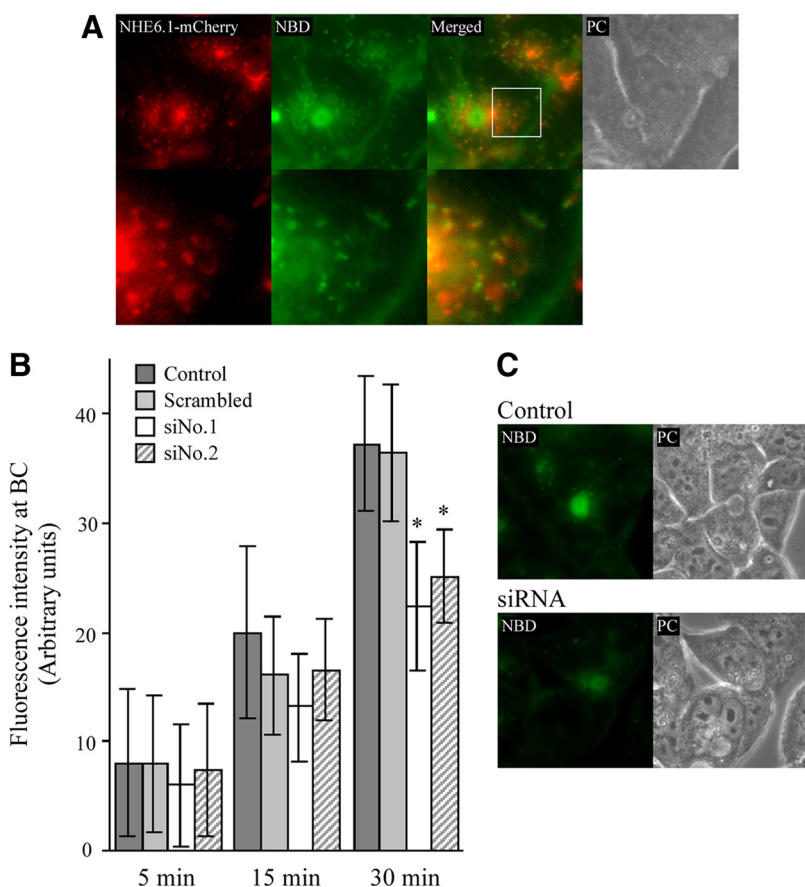 A
NHE6.1-mCherry
NBD
Merged
PC
B
Fluorescence intensity at BC
(Arbitrary units)
40
30
20
10
0
Control
Scrambled
siNo.1
siNo.2
*
*
5 min
15 min
30 min
C
Control
NBD
PC
siRNA
NBD
PC